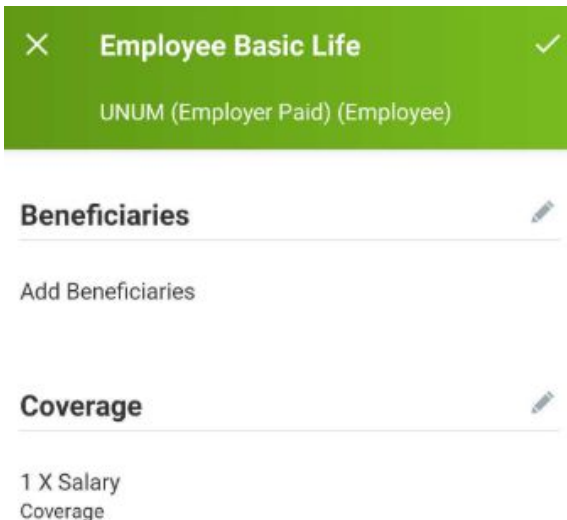 Employee Basic Life
UNUM (Employer Paid) (Employee)
Beneficiaries
Add Beneficiaries
Coverage
1 X Salary
Coverage